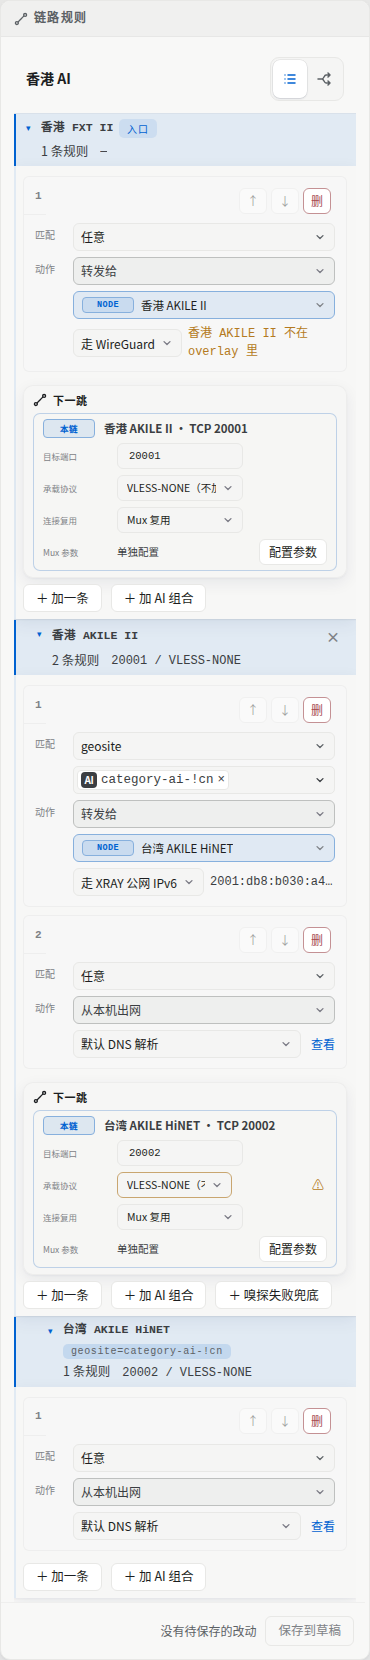 链路规则
香港 AI
香港 FXT II 入口
1 条规则 —
1 ↑ ↓ 删
匹配 任意
动作 转发给
NODE 香港 AKILE II
走 WireGuard 香港 AKILE II 不在
overlay 里
下一跳
本链 香港 AKILE II • TCP 20001
目标端口 20001
承载协议 VLESS-NONE（不加
连接复用 Mux 复用
Mux 参数 单独配置 配置参数
＋ 加一条 ＋ 加 AI 组合
香港 AKILE II ×
2 条规则 20001 / VLESS-NONE
1 ↑ ↓ 删
匹配 geosite
AI category-ai-!cn ×
动作 转发给
NODE 台湾 AKILE HiNET
走 XRAY 公网 IPv6 2001:db8:b030:a4…
2 ↑ ↓ 删
匹配 任意
动作 从本机出网
默认 DNS 解析 查看
下一跳
本链 台湾 AKILE HiNET • TCP 20002
目标端口 20002
承载协议 VLESS-NONE（
连接复用 Mux 复用
Mux 参数 单独配置 配置参数
＋ 加一条 ＋ 加 AI 组合 ＋ 嗅探失败兜底
台湾 AKILE HiNET
geosite=category-ai-!cn
1 条规则 20002 / VLESS-NONE
1 ↑ ↓ 删
匹配 任意
动作 从本机出网
默认 DNS 解析 查看
＋ 加一条 ＋ 加 AI 组合
没有待保存的改动 保存到草稿